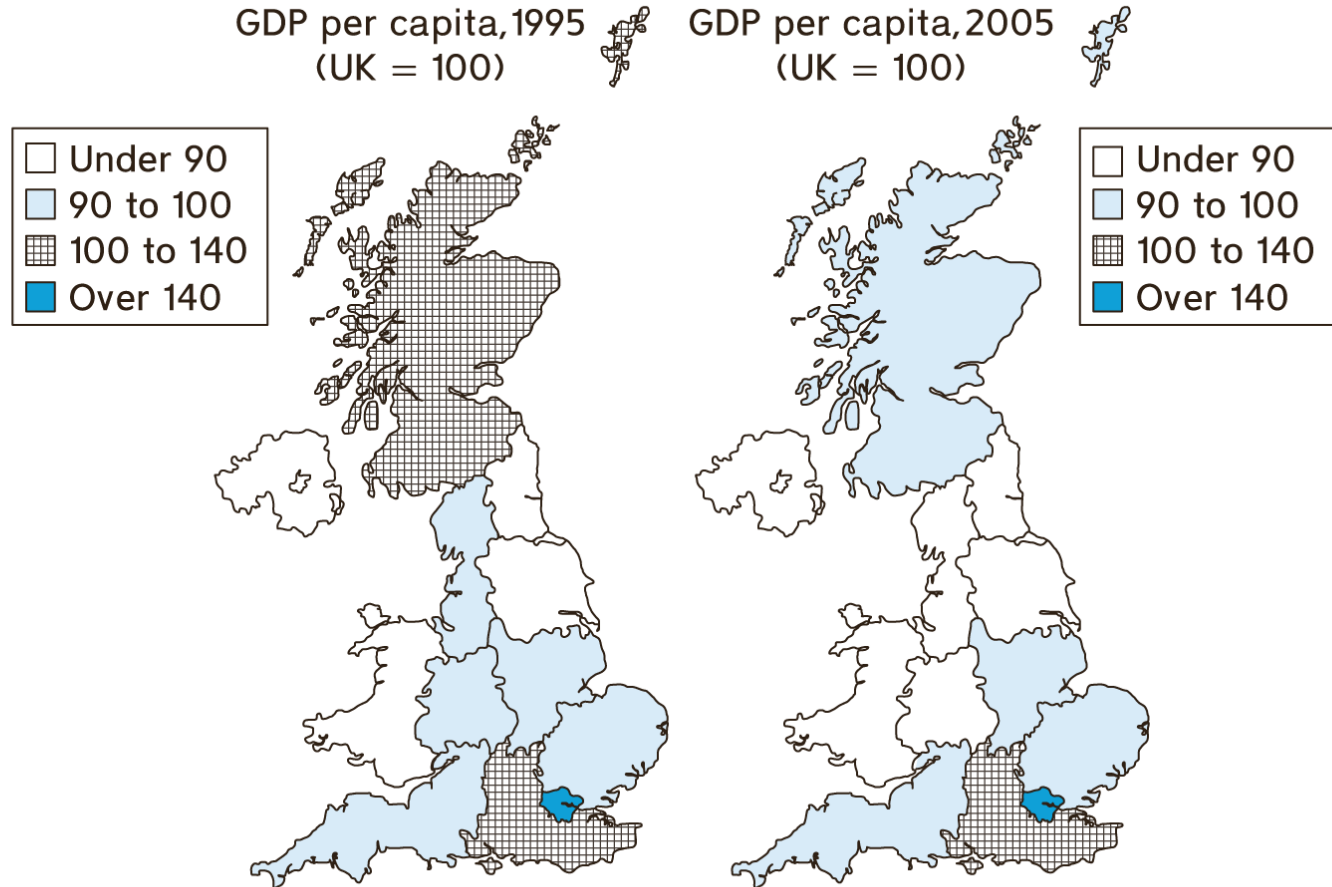 GDP per capita, 1995
(UK = 100)
GDP per capita, 2005
(UK = 100)
Under 90
90 to 100
100 to 140
Over 140
Under 90
90 to 100
100 to 140
Over 140